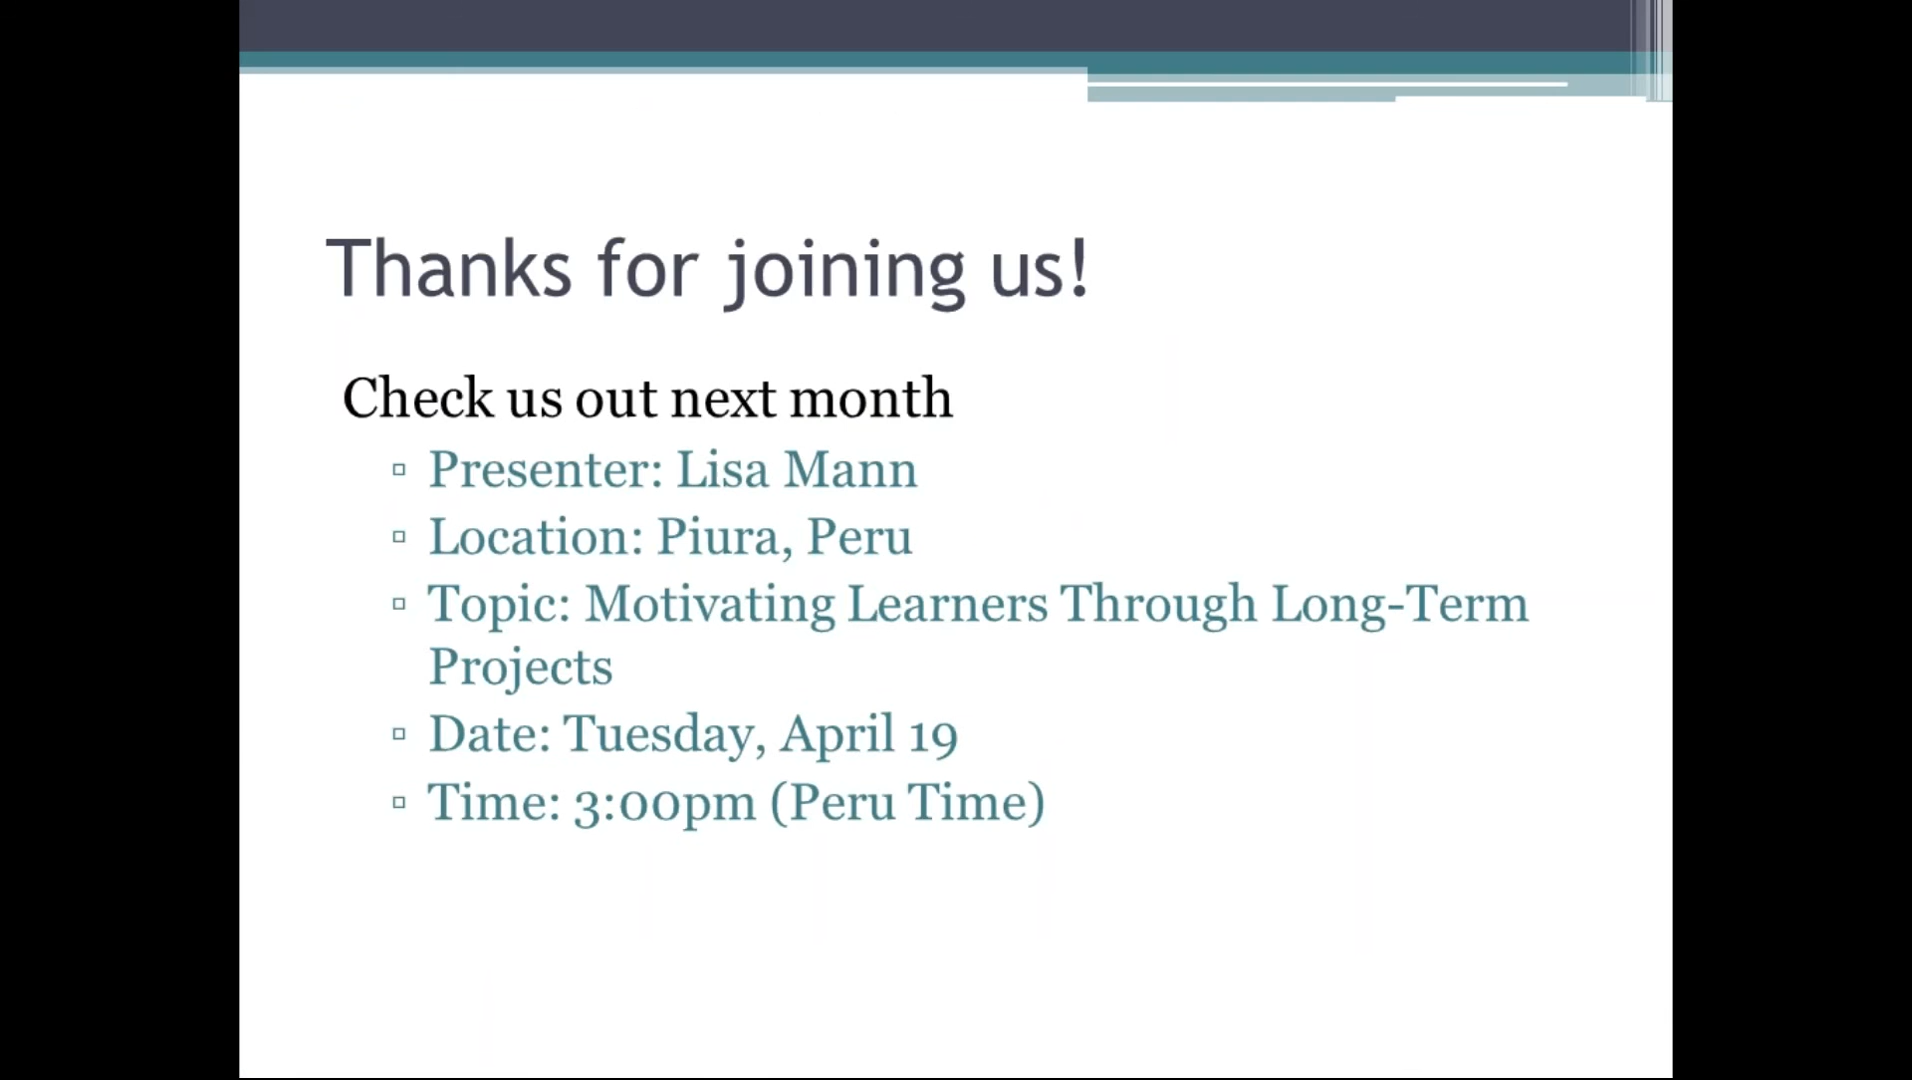 Thanks for joining us!
Check us out next month
▫ Presenter: Lisa Mann
▫ Location: Piura, Peru
▫ Topic: Motivating Learners Through Long-Term
Projects
▫ Date: Tuesday, April 19
▫ Time: 3:00pm (Peru Time)